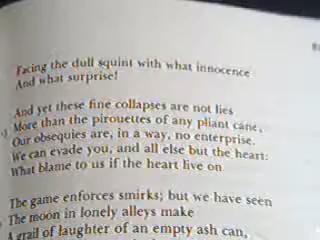 Facing the dull squint with what innocence
And what surprise!
And yet these fine collapses are not lies
More than the pirouettes of any pliant cane,
Our obsequies are, in a way, no enterprise.
We can evade you, and all else but the heart:
What blame to us if the heart live on
The game enforces smirks; but we have seen
The moon in lonely alleys make
A grail of laughter of an empty ash can,